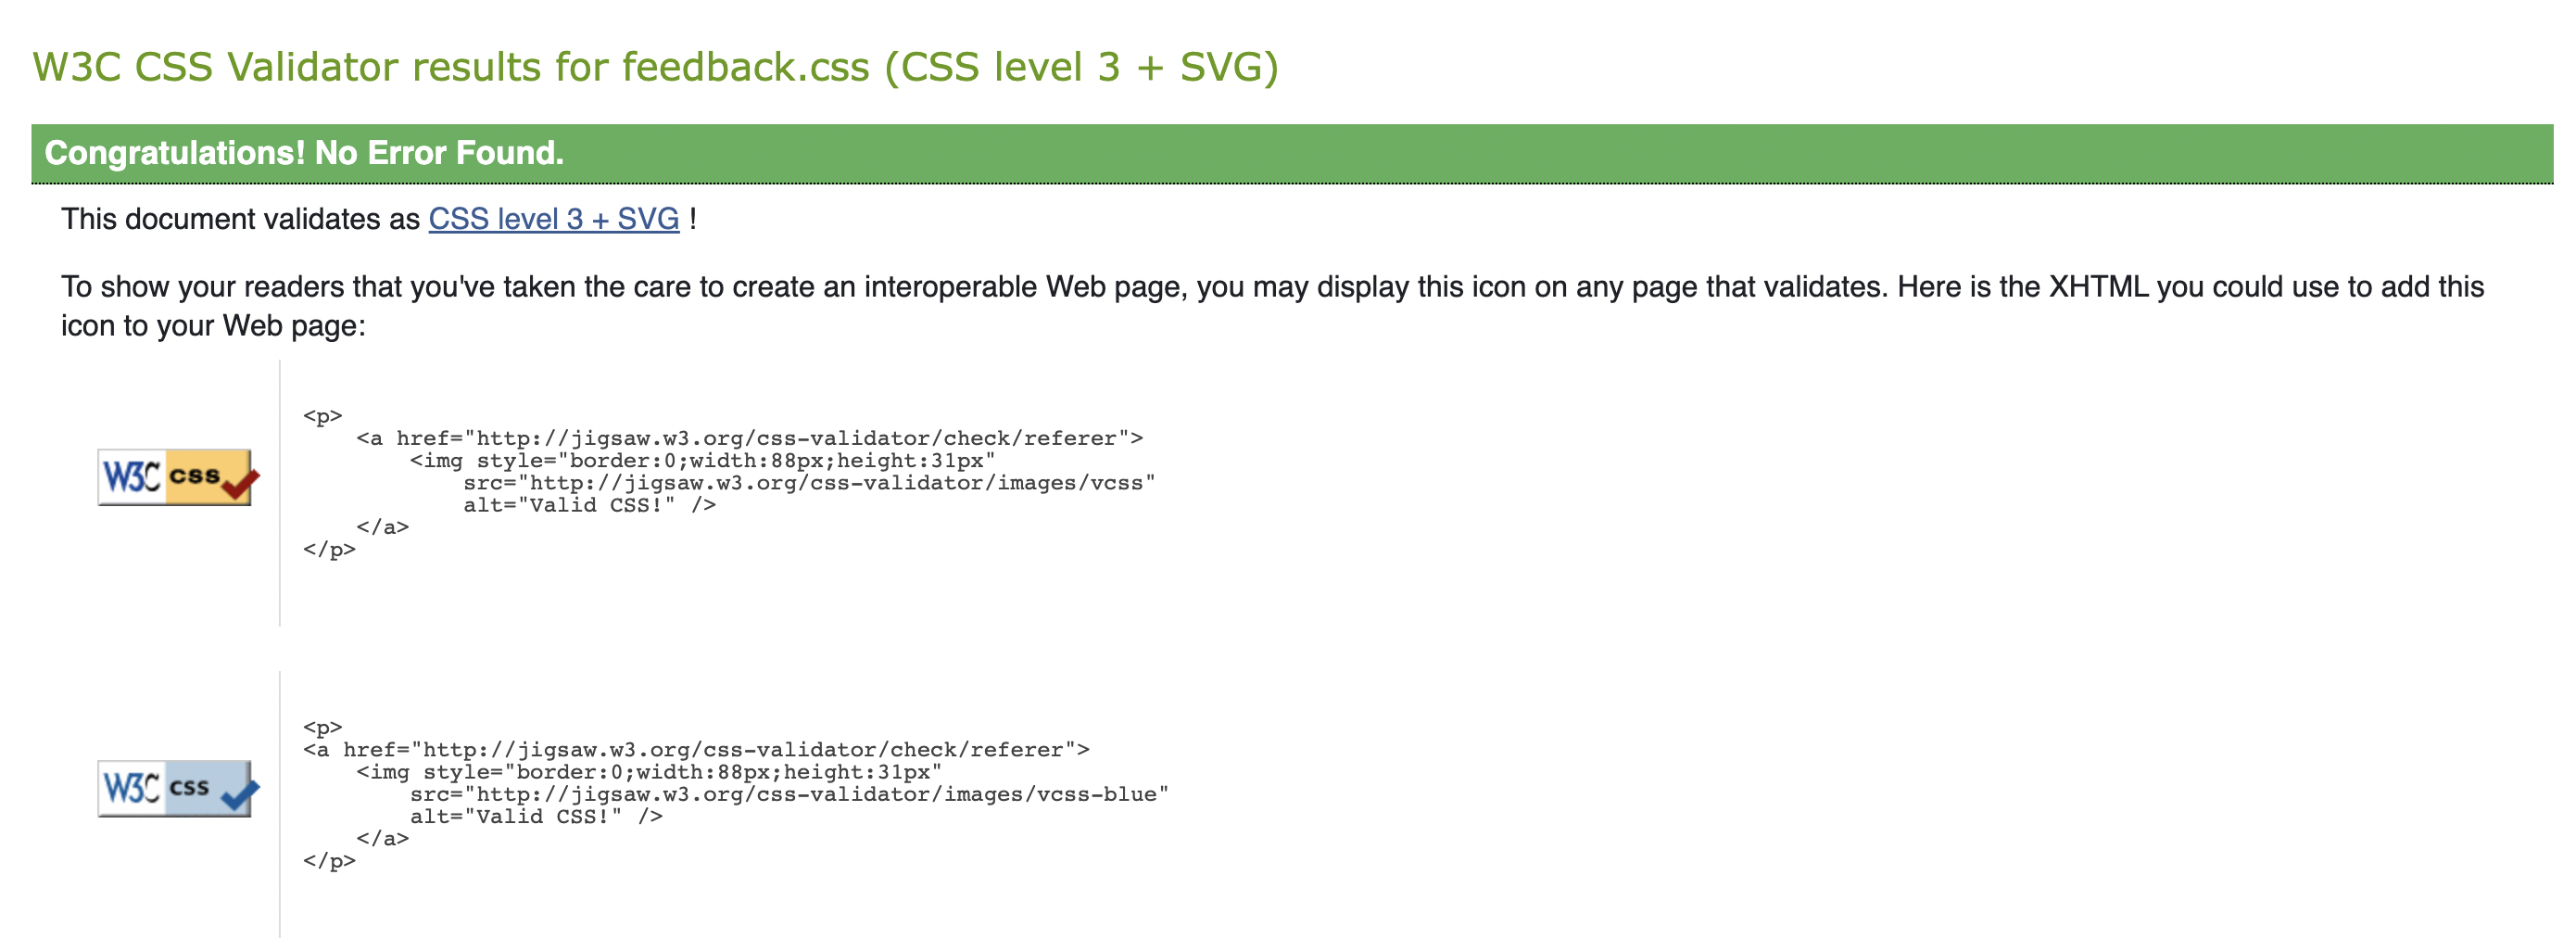 W3C CSS Validator results for feedback.css (CSS level 3 + SVG)
Congratulations! No Error Found.
This document validates as CSS level 3 + SVG !
To show your readers that you've taken the care to create an interoperable Web page, you may display this icon on any page that validates. Here is the XHTML you could use to add this
icon to your Web page:
W3C css
<p>
    <a href="http://jigsaw.w3.org/css-validator/check/referer">
        <img style="border:0;width:88px;height:31px"
            src="http://jigsaw.w3.org/css-validator/images/vcss"
            alt="Valid CSS!" />
    </a>
</p>
W3C css
<p>
<a href="http://jigsaw.w3.org/css-validator/check/referer">
    <img style="border:0;width:88px;height:31px"
        src="http://jigsaw.w3.org/css-validator/images/vcss-blue"
        alt="Valid CSS!" />
    </a>
</p>